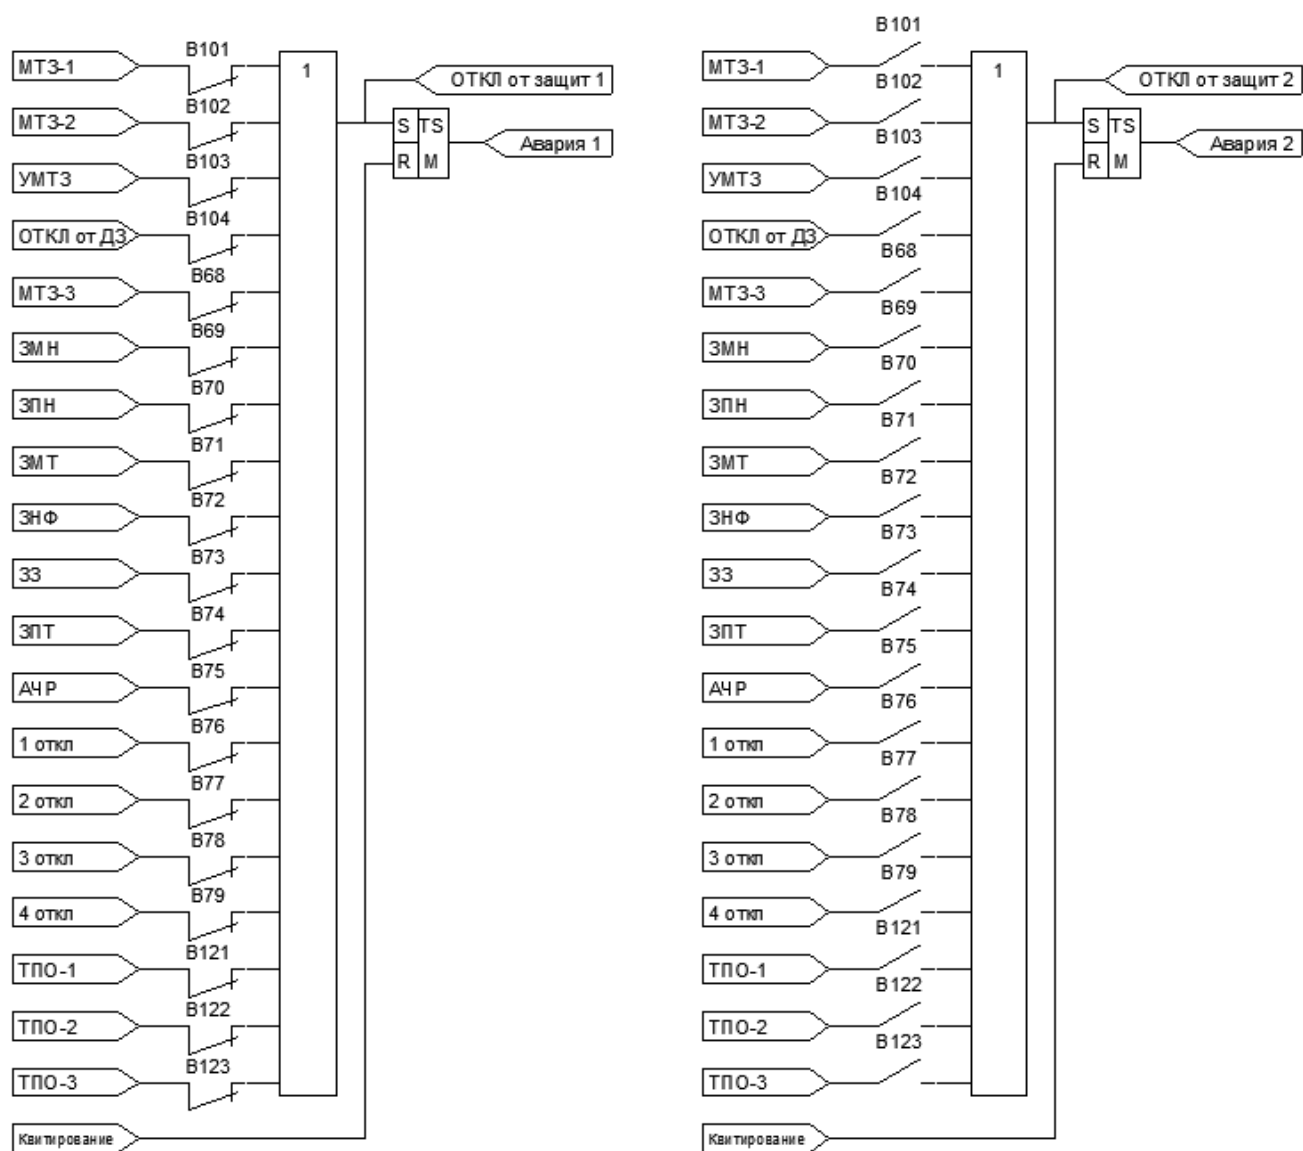 B101
МТЗ-1
1
ОТКЛ от защит 1
B102
МТЗ-2
S TS
R M
Авария 1
B103
УМТЗ
B104
ОТКЛ от ДЗ
B68
МТЗ-3
B69
ЗМН
B70
ЗПН
B71
ЗМТ
B72
ЗНФ
B73
ЗЗ
B74
ЗПТ
B75
АЧР
B76
1 откл
B77
2 откл
B78
3 откл
B79
4 откл
B121
ТПО-1
B122
ТПО-2
B123
ТПО-3
Квитирование
B101
МТЗ-1
1
ОТКЛ от защит 2
B102
МТЗ-2
S TS
R M
Авария 2
B103
УМТЗ
B104
ОТКЛ от ДЗ
B68
МТЗ-3
B69
ЗМН
B70
ЗПН
B71
ЗМТ
B72
ЗНФ
B73
ЗЗ
B74
ЗПТ
B75
АЧР
B76
1 откл
B77
2 откл
B78
3 откл
B79
4 откл
B121
ТПО-1
B122
ТПО-2
B123
ТПО-3
Квитирование